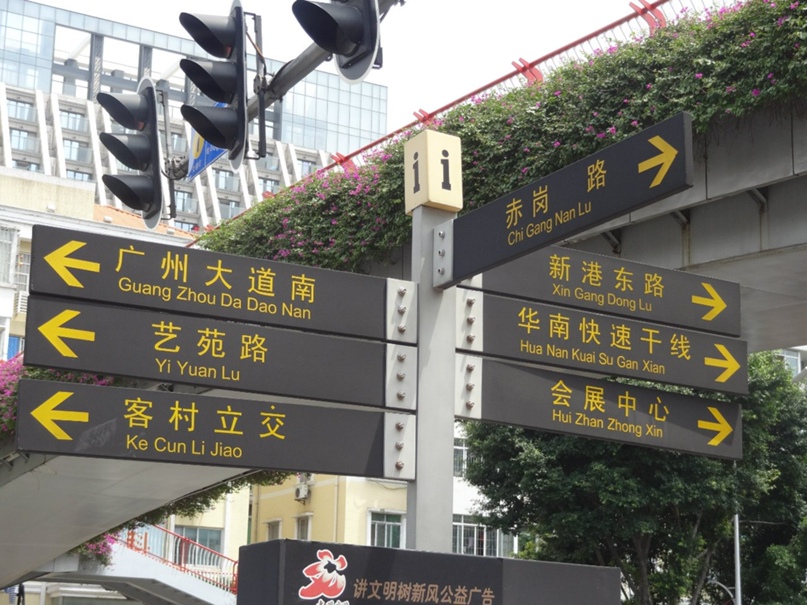 i i
赤岗 路
Chi Gang Nan Lu
广州大道南
Guang Zhou Da Dao Nan
新港东路
Xin Gang Dong Lu
艺苑路
Yi Yuan Lu
华南快速干线
Hua Nan Kuai Su Gan Xian
客村立交
Ke Cun Li Jiao
会展中心
Hui Zhan Zhong Xin
讲文明树新风公益广告